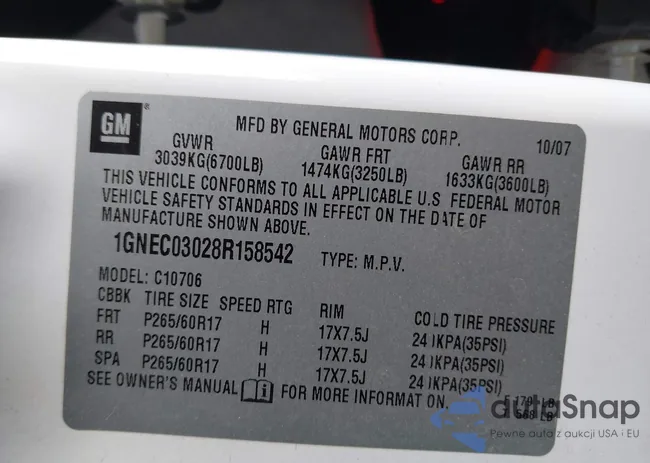 GM
MFD BY GENERAL MOTORS CORP. 10/07
GVWR GAWR FRT GAWR RR
3039KG(6700LB) 1474KG(3250LB) 1633KG(3600LB)
THIS VEHICLE CONFORMS TO ALL APPLICABLE U.S FEDERAL MOTOR
VEHICLE SAFETY STANDARDS IN EFFECT ON THE DATE OF
MANUFACTURE SHOWN ABOVE.
1GNEC03028R158542 TYPE: M.P.V.
MODEL: C10706
CBBK TIRE SIZE SPEED RTG RIM COLD TIRE PRESSURE
FRT P265/60R17 H 17X7.5J 241KPA(35PSI)
RR P265/60R17 H 17X7.5J 241KPA(35PSI)
SPA P265/60R17 H 17X7.5J 241KPA(35PSI)
SEE OWNER'S MANUAL FOR MORE INFORMATION.
568 LB
autaSnap
Pewne auta z aukcji USA i EU